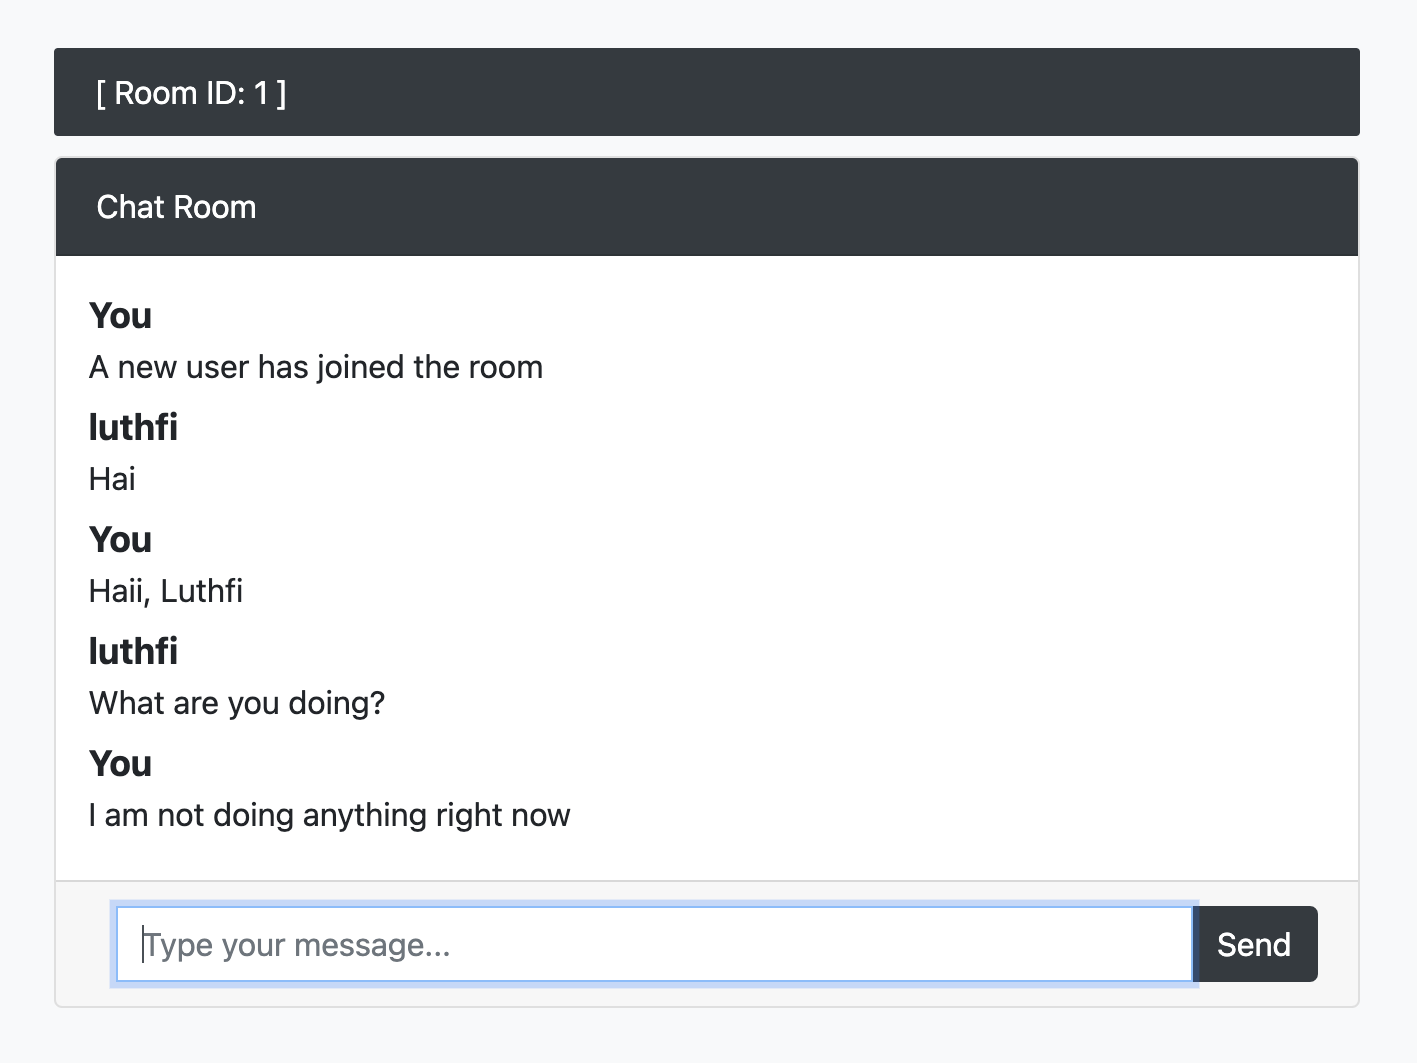 [ Room ID: 1 ]
Chat Room
You
A new user has joined the room
luthfi
Hai
You
Haii, Luthfi
luthfi
What are you doing?
You
I am not doing anything right now
Type your message...
Send